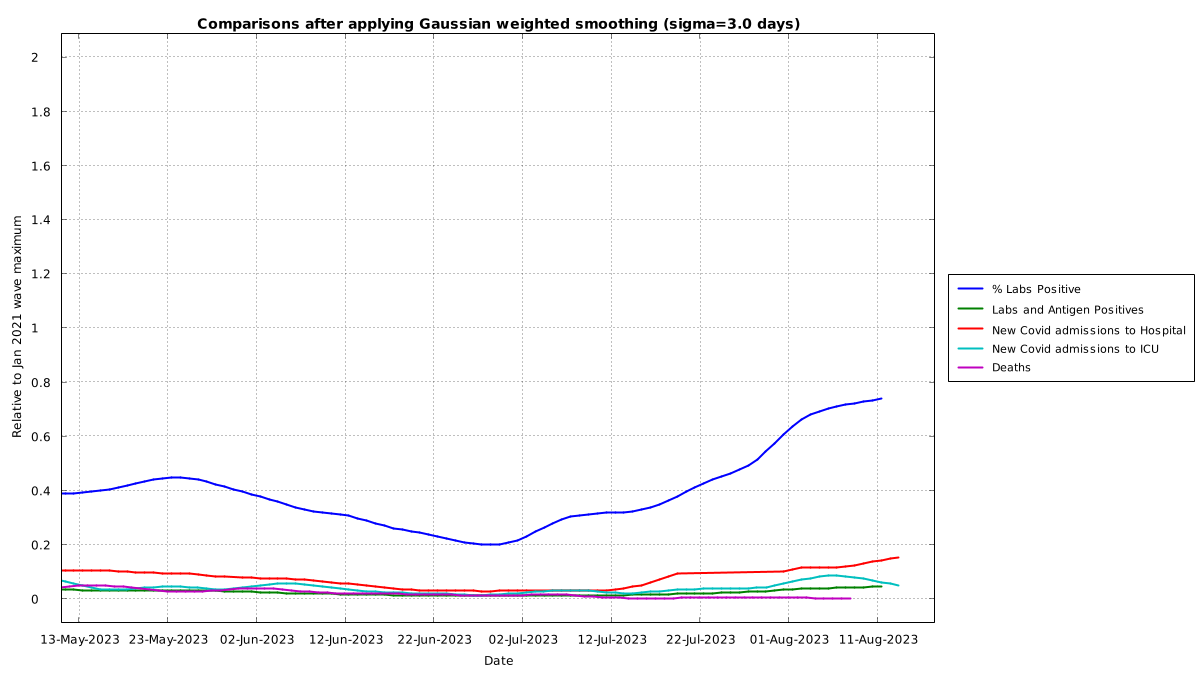 Comparisons after applying Gaussian weighted smoothing (sigma=3.0 days)
2
1.8
1.6
1.4
1.2
1
0.8
0.6
0.4
0.2
0
Relative to Jan 2021 wave maximum
13-May-2023 23-May-2023 02-Jun-2023 12-Jun-2023 22-Jun-2023 02-Jul-2023 12-Jul-2023 22-Jul-2023 01-Aug-2023 11-Aug-2023
Date
% Labs Positive
Labs and Antigen Positives
New Covid admissions to Hospital
New Covid admissions to ICU
Deaths